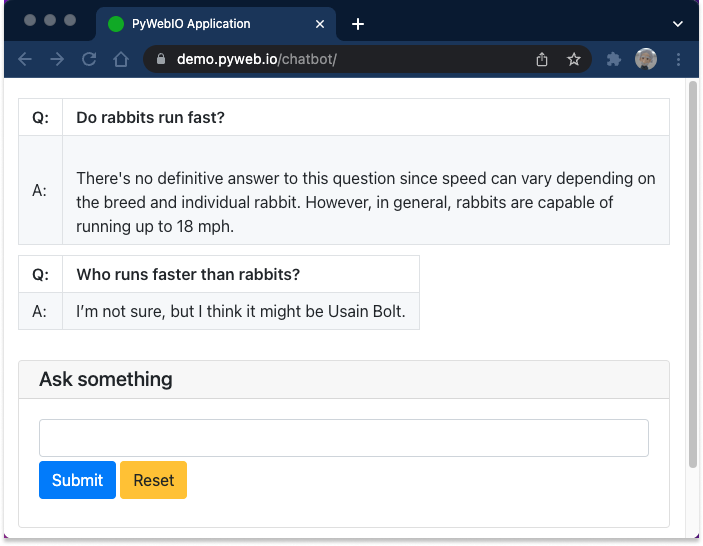 PyWebIO Application
demo.pyweb.io/chatbot/
Q: Do rabbits run fast?
A: There's no definitive answer to this question since speed can vary depending on
the breed and individual rabbit. However, in general, rabbits are capable of
running up to 18 mph.
Q: Who runs faster than rabbits?
A: I’m not sure, but I think it might be Usain Bolt.
Ask something
Submit Reset